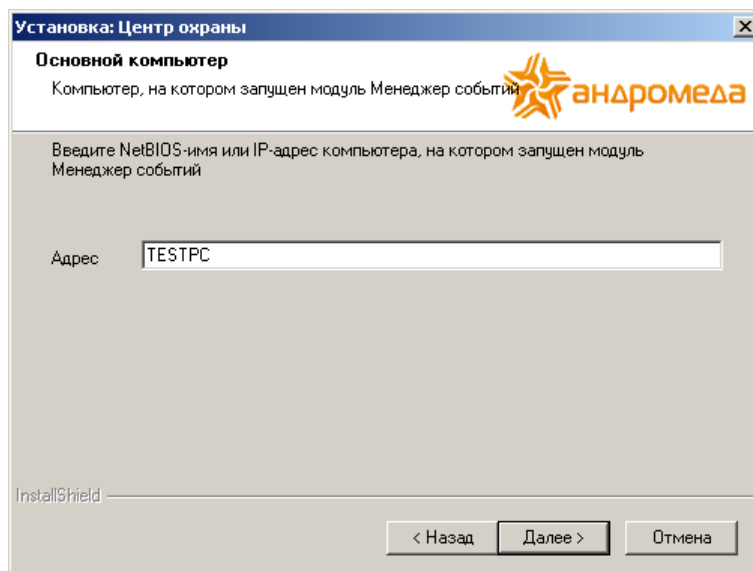 Установка: Центр охраны
Основной компьютер
Компьютер, на котором запущен модуль Менеджер событий
андромеда
Введите NetBIOS-имя или IP-адрес компьютера, на котором запущен модуль
Менеджер событий
Адрес TESTPC
InstallShield
< Назад Далее > Отмена